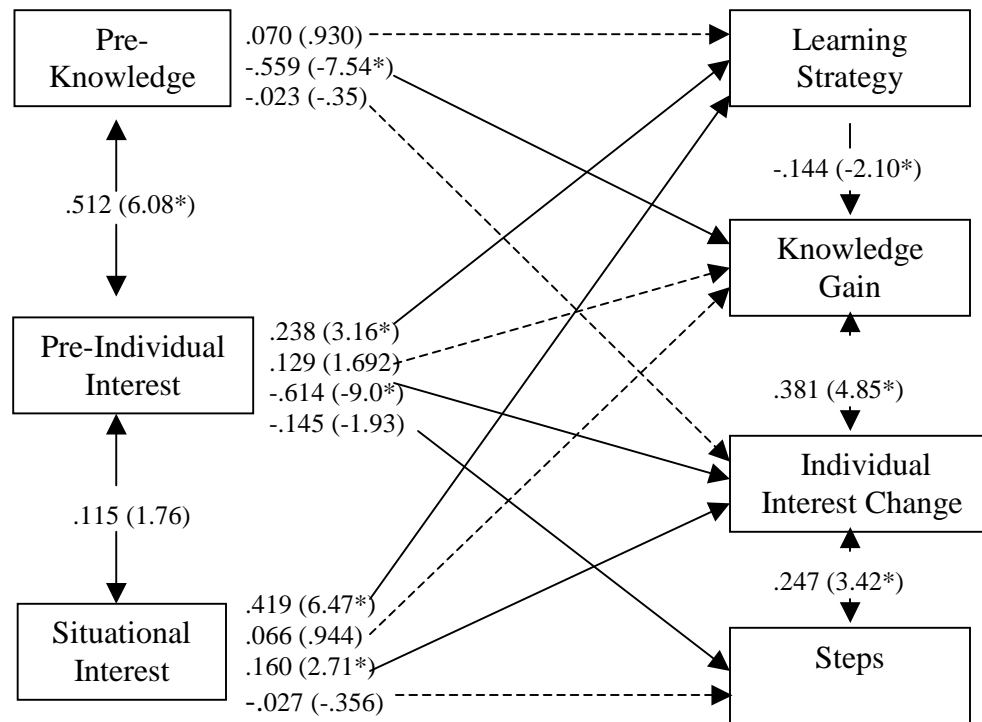 Pre-
Knowledge
.070 (.930)
-.559 (-7.54*)
-.023 (-.35)
Learning
Strategy
.512 (6.08*)
-.144 (-2.10*)
Knowledge
Gain
Pre-Individual
Interest
.238 (3.16*)
.129 (1.692)
-.614 (-9.0*)
-.145 (-1.93)
.381 (4.85*)
Individual
Interest Change
.115 (1.76)
.247 (3.42*)
Situational
Interest
.419 (6.47*)
.066 (.944)
.160 (2.71*)
-.027 (-.356)
Steps